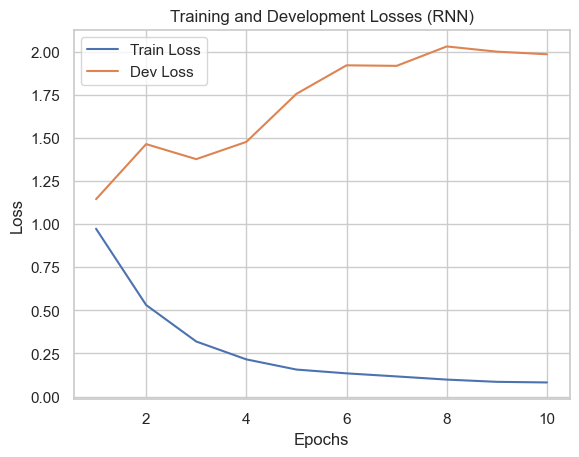 Training and Development Losses (RNN)
Train Loss
Dev Loss
2.00
1.75
1.50
1.25
1.00
0.75
0.50
0.25
0.00
Loss
2 4 6 8 10
Epochs